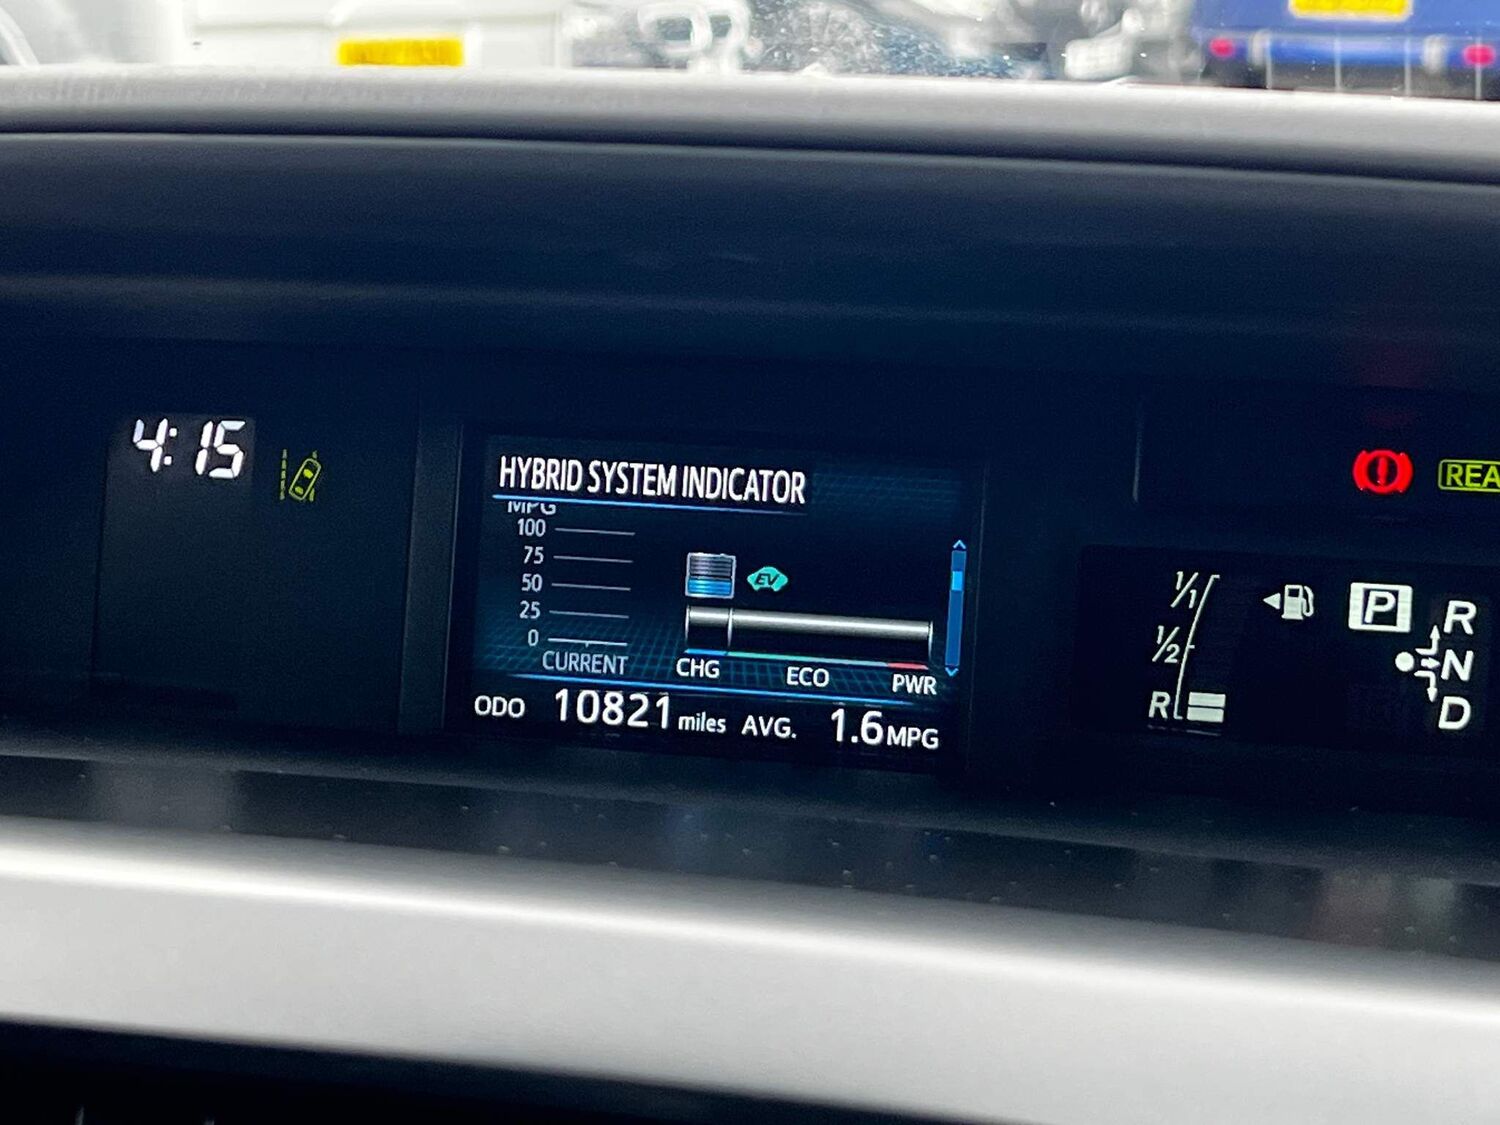 4:15
HYBRID SYSTEM INDICATOR
MPG
100
75
50
25
0
CURRENT
EV
CHG ECO PWR
ODO 10821 miles AVG. 1.6 MPG
REA
1/1
1/2
R
P
R
N
D